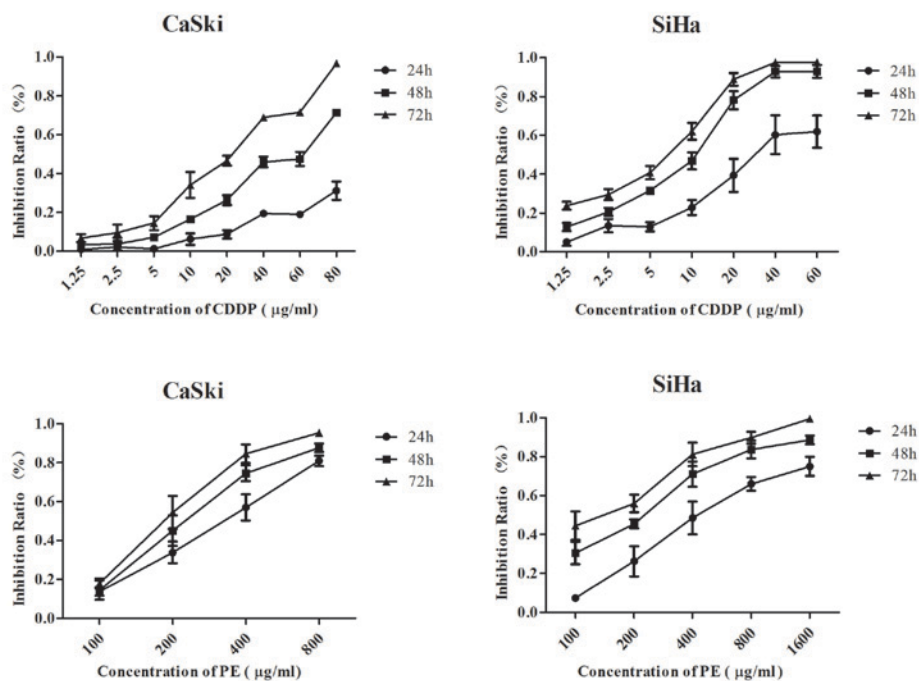 CaSki
Inhibition Ratio (%)
1.0
0.8
0.6
0.4
0.2
0.0
1.25 2.5 5 10 20 40 60 80
Concentration of CDDP ( μg/ml)
24h
48h
72h
SiHa
Inhibition Ratio (%)
1.0
0.8
0.6
0.4
0.2
0.0
1.25 2.5 5 10 20 40 60
Concentration of CDDP ( μg/ml)
24h
48h
72h
CaSki
Inhibition Ratio (%)
1.0
0.8
0.6
0.4
0.2
0.0
100 200 400 800
Concentration of PE ( μg/ml)
24h
48h
72h
SiHa
Inhibition Ratio (%)
1.0
0.8
0.6
0.4
0.2
0.0
100 200 400 800 1600
Concentration of PE ( μg/ml)
24h
48h
72h